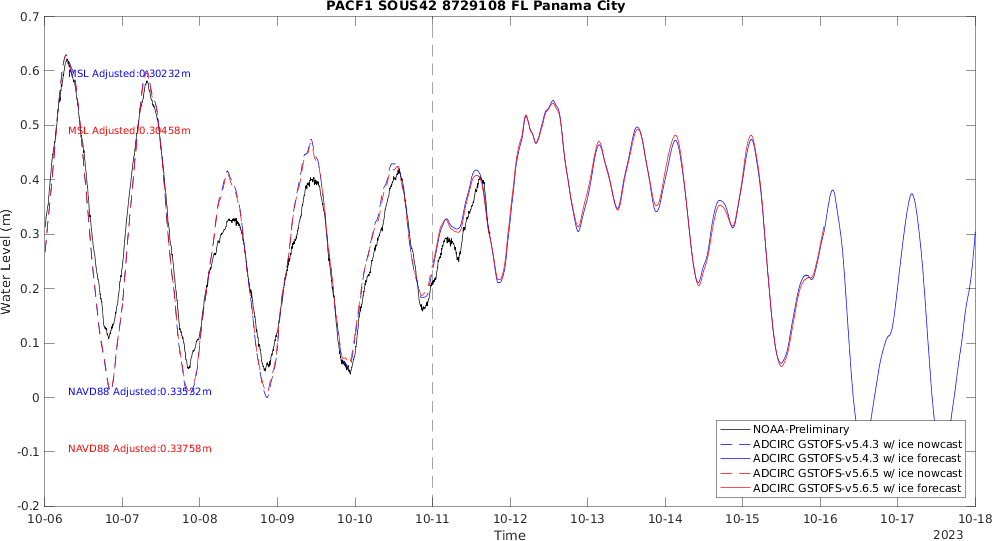 PACF1 SOUS42 8729108 FL Panama City
Water Level (m)
0.7
0.6
0.5
0.4
0.3
0.2
0.1
0
-0.1
-0.2
MSL Adjusted:0.30232m
MSL Adjusted:0.30458m
NAVD88 Adjusted:0.33532m
NAVD88 Adjusted:0.33758m
NOAA-Preliminary
ADCIRC GSTOFS-v5.4.3 w/ ice nowcast
ADCIRC GSTOFS-v5.4.3 w/ ice forecast
ADCIRC GSTOFS-v5.6.5 w/ ice nowcast
ADCIRC GSTOFS-v5.6.5 w/ ice forecast
10-06 10-07 10-08 10-09 10-10 10-11 10-12 10-13 10-14 10-15 10-16 10-17 10-18
Time
2023